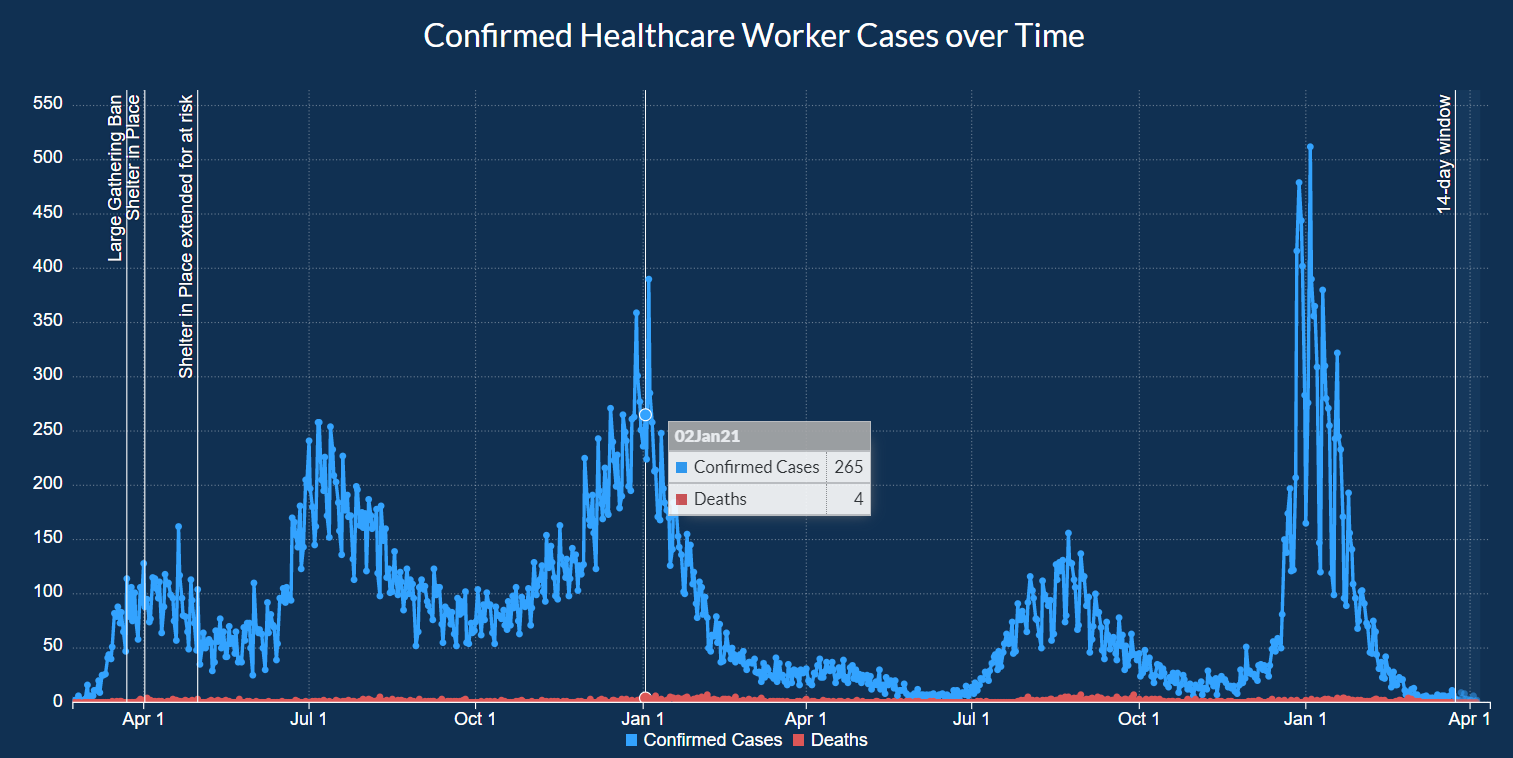 Confirmed Healthcare Worker Cases over Time
550
500
450
400
350
300
250
200
150
100
50
0
Large Gathering Ban
Shelter in Place
Shelter in Place extended for at risk
14-day window
02Jan21
Confirmed Cases 265
Deaths 4
Apr 1 Jul 1 Oct 1 Jan 1 Apr 1 Jul 1 Oct 1 Jan 1 Apr 1
Confirmed Cases Deaths